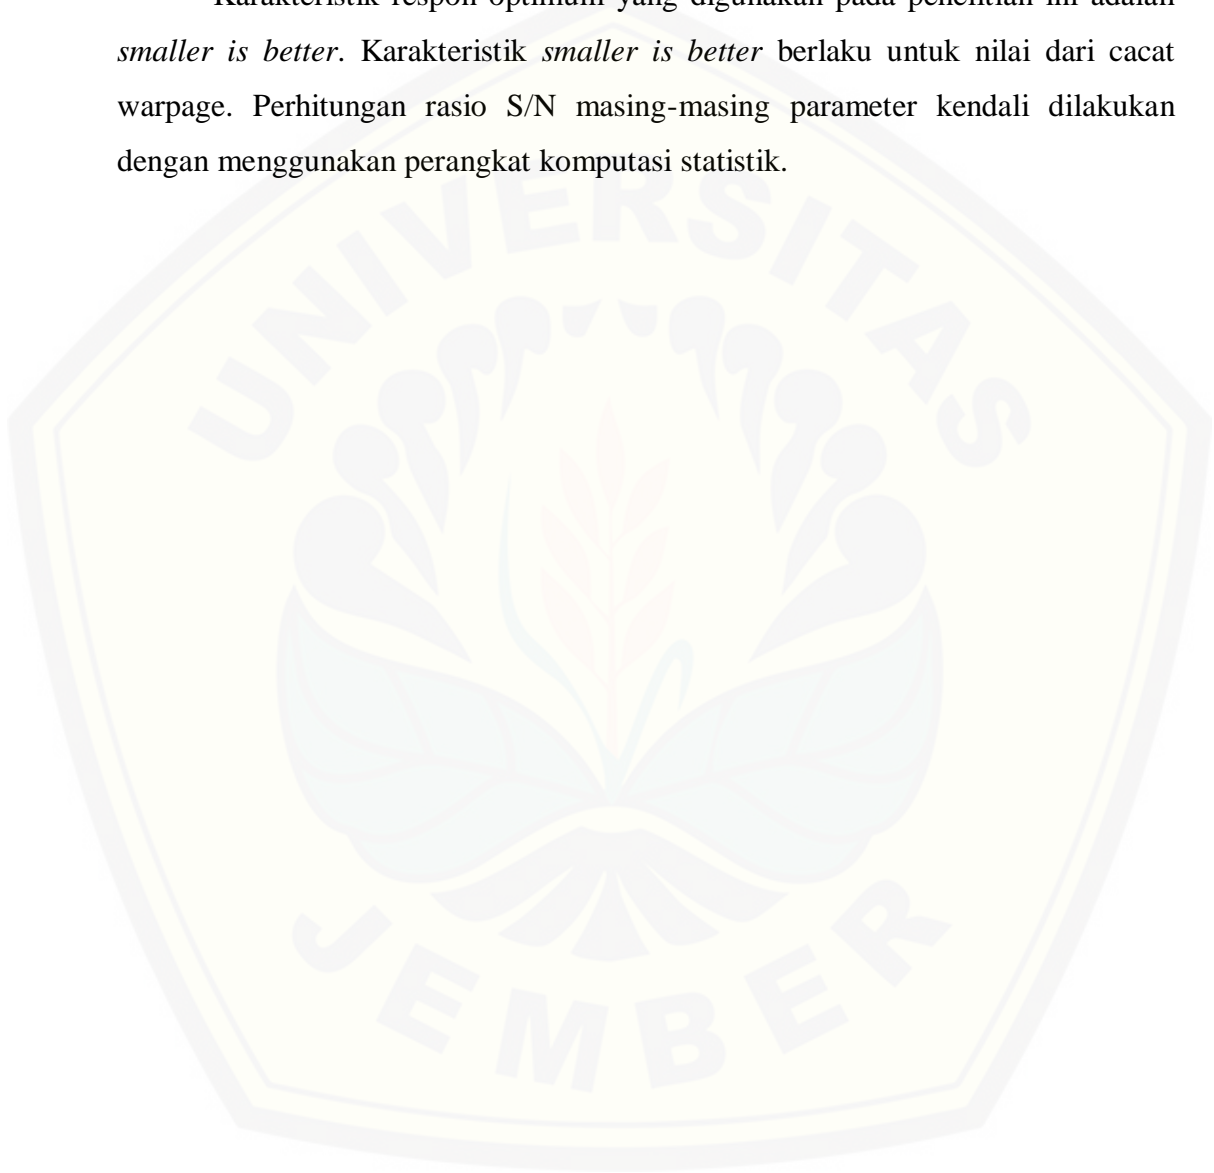 Karakteristik respon optimum yang digunakan pada penelitian ini adalah
smaller is better. Karakteristik smaller is better berlaku untuk nilai dari cacat
warpage. Perhitungan rasio S/N masing-masing parameter kendali dilakukan
dengan menggunakan perangkat komputasi statistik.
UNIVERSITAS
JEMBER